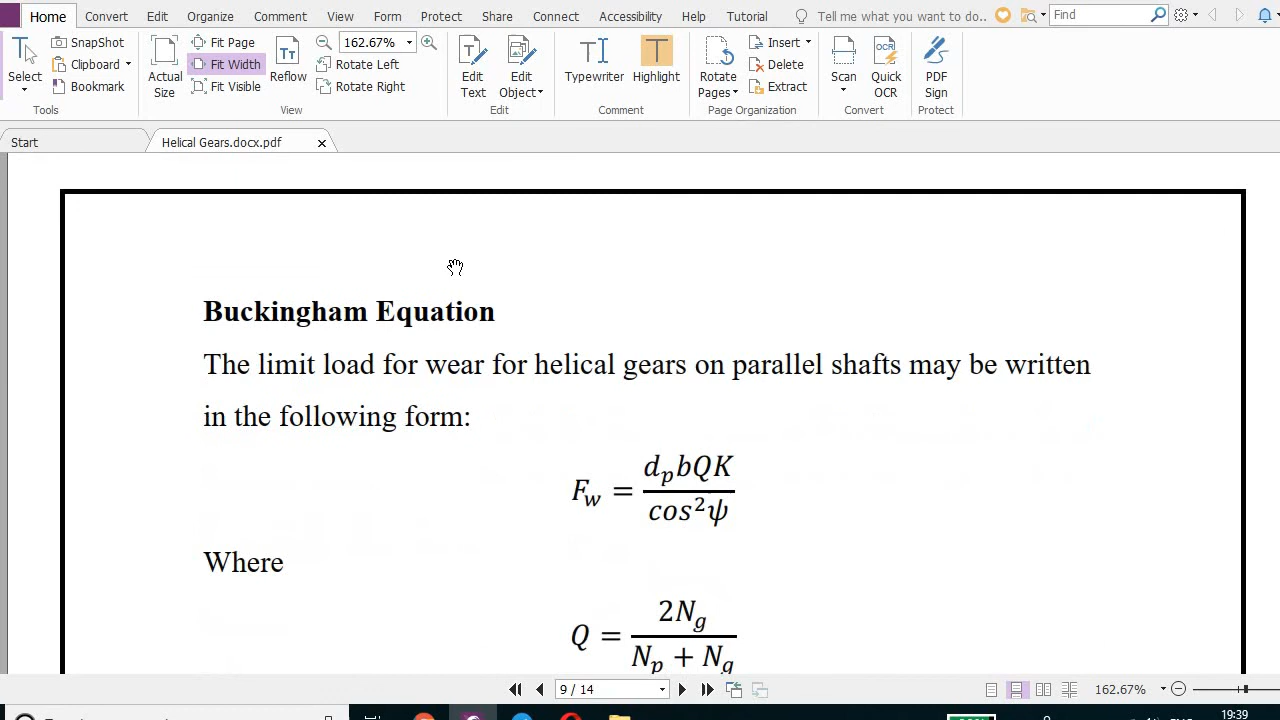 Home Convert Edit Organize Comment View Form Protect Share Connect Accessibility Help Tutorial Tell me what you want to do.. Find
SnapShot Fit Page 162.67% Insert
Clipboard Fit Width Rotate Left Delete
Bookmark Fit Visible Rotate Right Extract
Select Actual Size Reflow Edit Text Edit Object Typewriter Highlight Rotate Pages Scan Quick OCR PDF Sign
Tools View Edit Comment Page Organization Convert Protect
Start Helical Gears.docx.pdf x
Buckingham Equation
The limit load for wear for helical gears on parallel shafts may be written
in the following form:
F_w = d_p b Q K / cos²ψ
Where
Q = 2N_g / N_p + N_g
9 / 14 162.67%
19:39